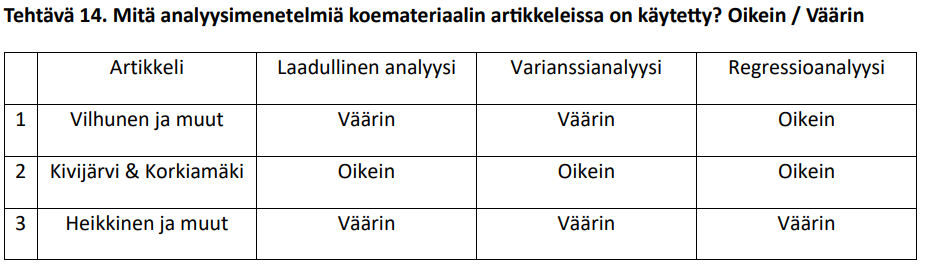 Tehtävä 14. Mitä analyysimenetelmiä koemateriaalin artikkeleissa on käytetty? Oikein / Väärin
Artikkeli Laadullinen analyysi Varianssianalyysi Regressioanalyysi
1 Vilhunen ja muut Väärin Väärin Oikein
2 Kivijärvi & Korkiamäki Oikein Oikein Oikein
3 Heikkinen ja muut Väärin Väärin Väärin